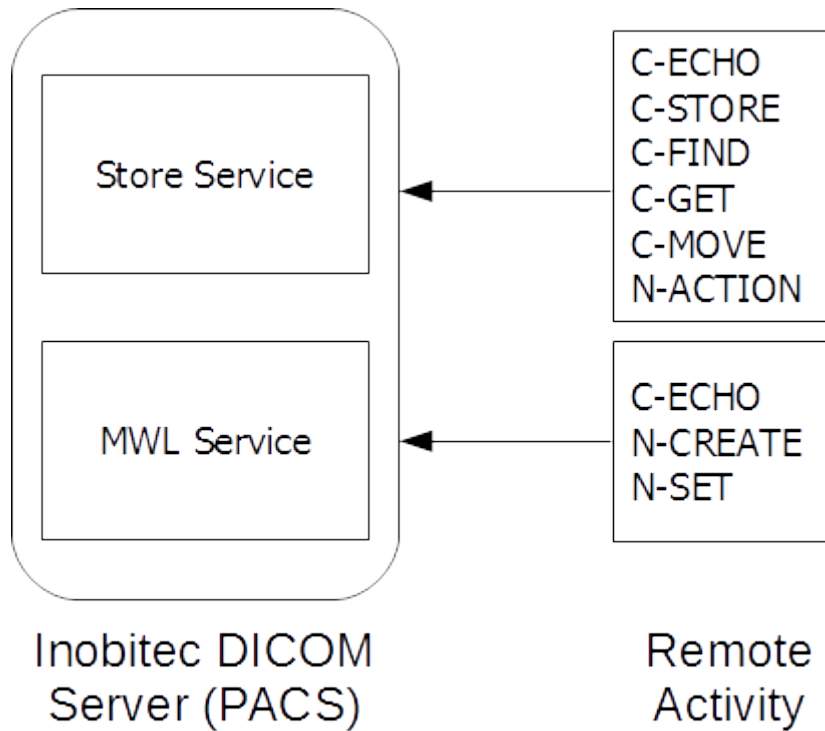 Store Service
MWL Service
Inobitec DICOM
Server (PACS)
C-ECHO
C-STORE
C-FIND
C-GET
C-MOVE
N-ACTION
C-ECHO
N-CREATE
N-SET
Remote
Activity